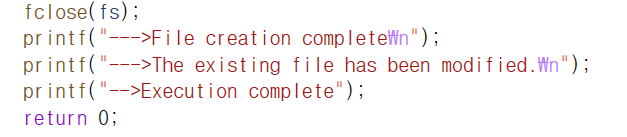 fclose(fs);
printf("--->File creation complete₩n");
printf("--->The existing file has been modified.₩n");
printf("-->Execution complete");
return 0;